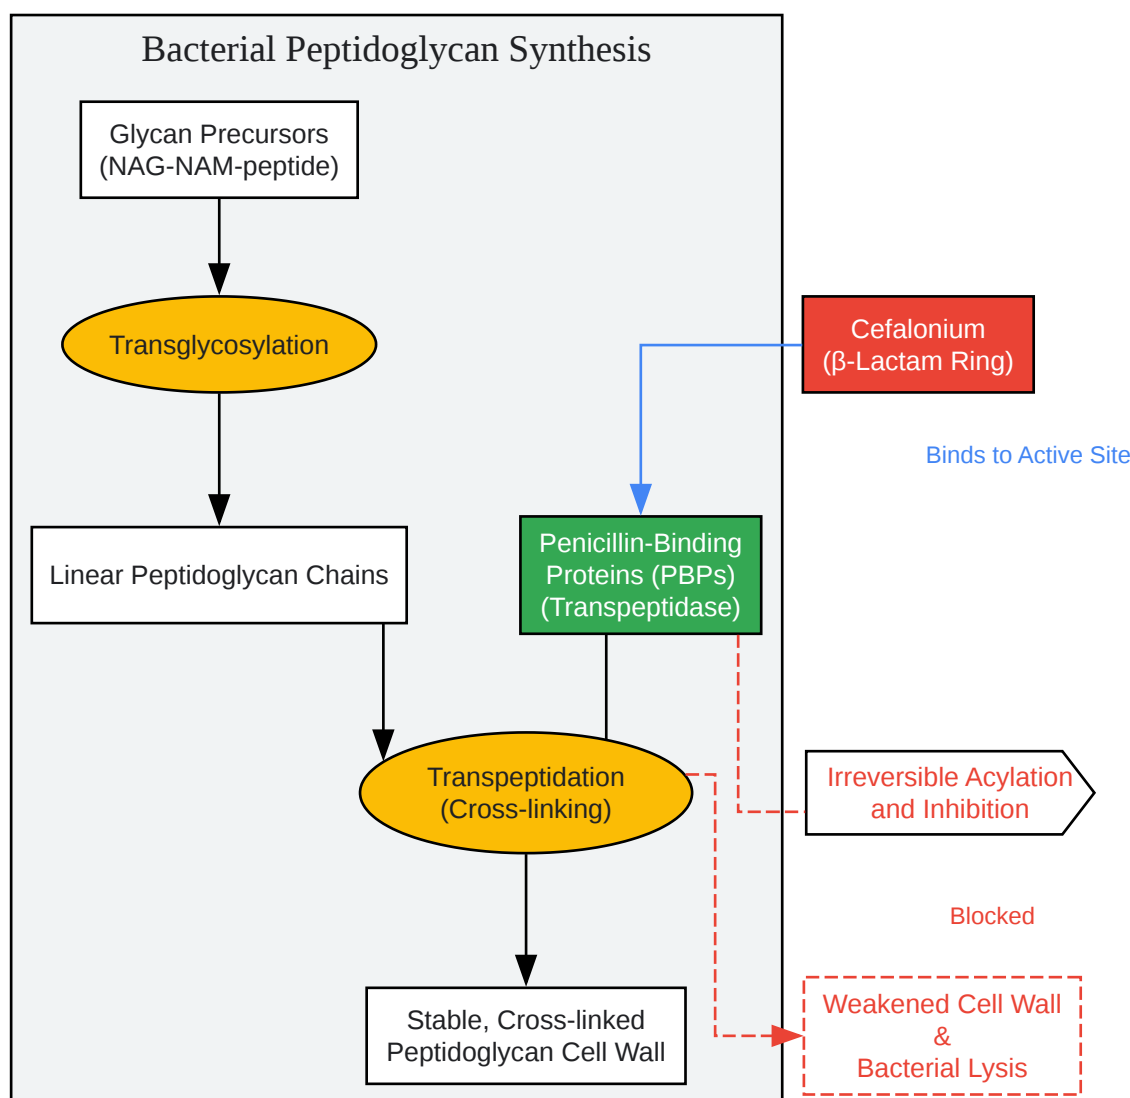 Bacterial Peptidoglycan Synthesis
Glycan Precursors
(NAG-NAM-peptide)
Transglycosylation
Cefalonium
(β-Lactam Ring)
Binds to Active Site
Linear Peptidoglycan Chains
Penicillin-Binding
Proteins (PBPs)
(Transpeptidase)
Transpeptidation
(Cross-linking)
Irreversible Acylation
and Inhibition
Blocked
Stable, Cross-linked
Peptidoglycan Cell Wall
Weakened Cell Wall
&
Bacterial Lysis